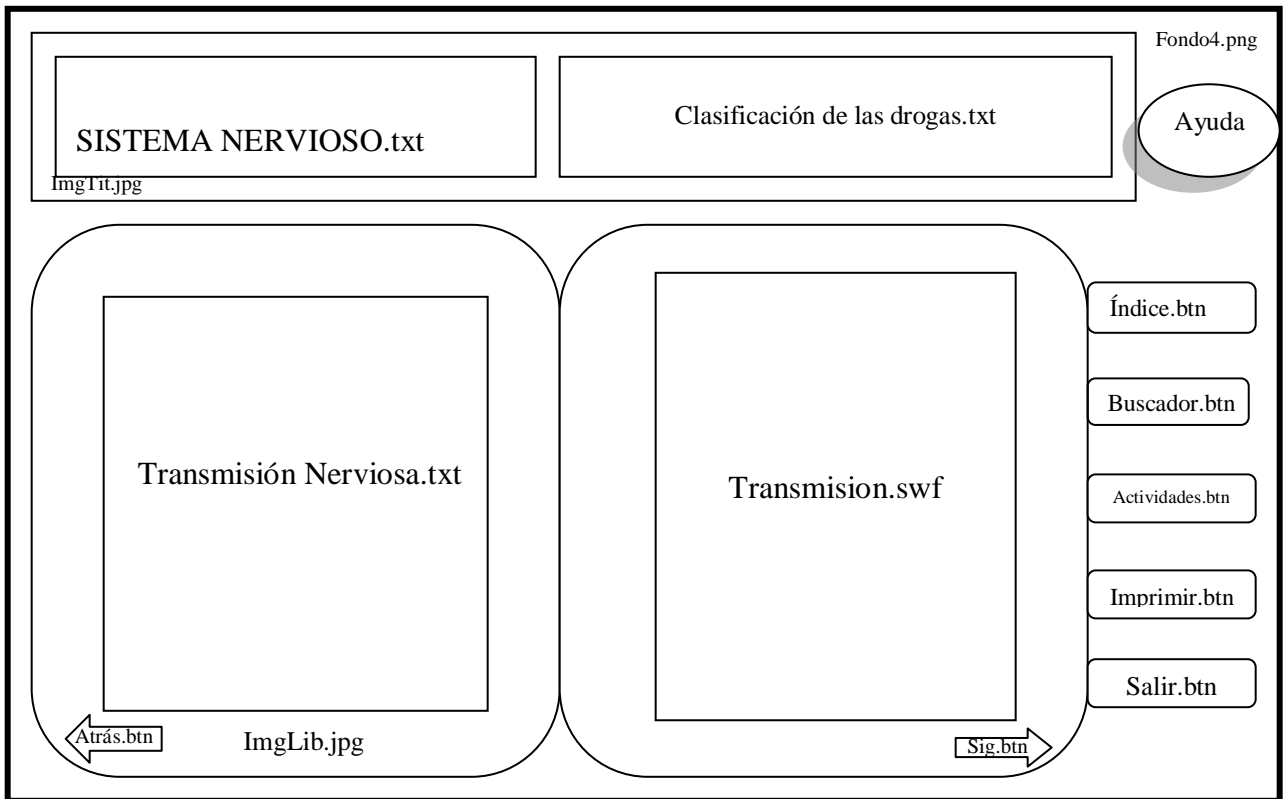 Fondo4.png
SISTEMA NERVIOSO.txt
Clasificación de las drogas.txt
Ayuda
ImgTit.jpg
Transmisión Nerviosa.txt
Transmision.swf
Índice.btn
Buscador.btn
Actividades.btn
Imprimir.btn
Salir.btn
Atrás.btn
ImgLib.jpg
Sig.btn